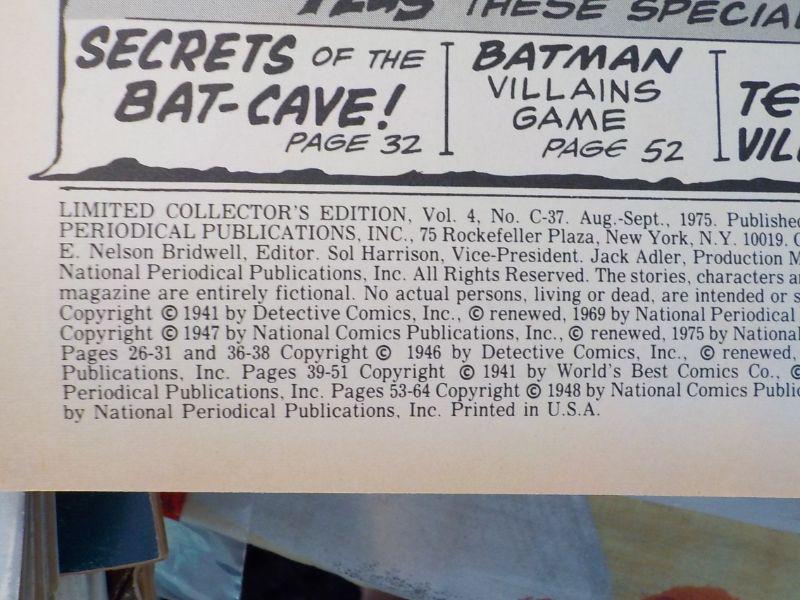 PLUS THESE SPECIAL
SECRETS OF THE
BAT-CAVE!
PAGE 32
BATMAN
VILLAINS
GAME
PAGE 52
LIMITED COLLECTOR'S EDITION, Vol. 4, No. C-37. Aug.-Sept., 1975. Published
PERIODICAL PUBLICATIONS, INC., 75 Rockefeller Plaza, New York, N.Y. 10019.
E. Nelson Bridwell, Editor. Sol Harrison, Vice-President. Jack Adler, Production
National Periodical Publications, Inc. All Rights Reserved. The stories, characters
magazine are entirely fictional. No actual persons, living or dead, are intended or
Copyright © 1941 by Detective Comics, Inc., © renewed, 1969 by National Periodical
Copyright © 1947 by National Comics Publications, Inc., © renewed, 1975 by National
Pages 26-31 and 36-38 Copyright © 1946 by Detective Comics, Inc., © renewed,
Publications, Inc. Pages 39-51 Copyright © 1941 by World's Best Comics Co., ©
Periodical Publications, Inc. Pages 53-64 Copyright © 1948 by National Comics
by National Periodical Publications, Inc. Printed in U.S.A.